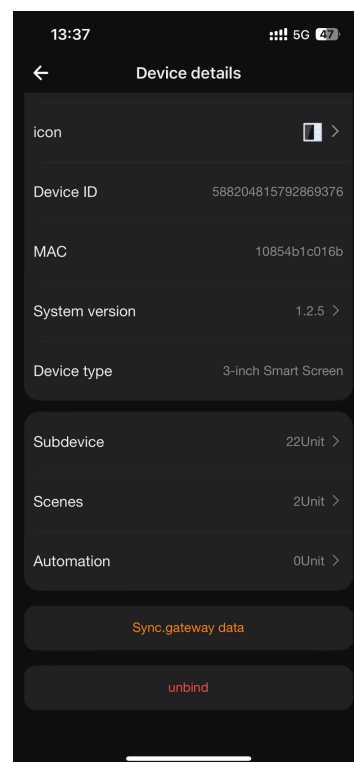 13:37
5G 47
Device details
icon
Device ID 588204815792869376
MAC 10854b1c016b
System version 1.2.5
Device type 3-inch Smart Screen
Subdevice 22Unit
Scenes 2Unit
Automation 0Unit
Sync.gateway data
unbind